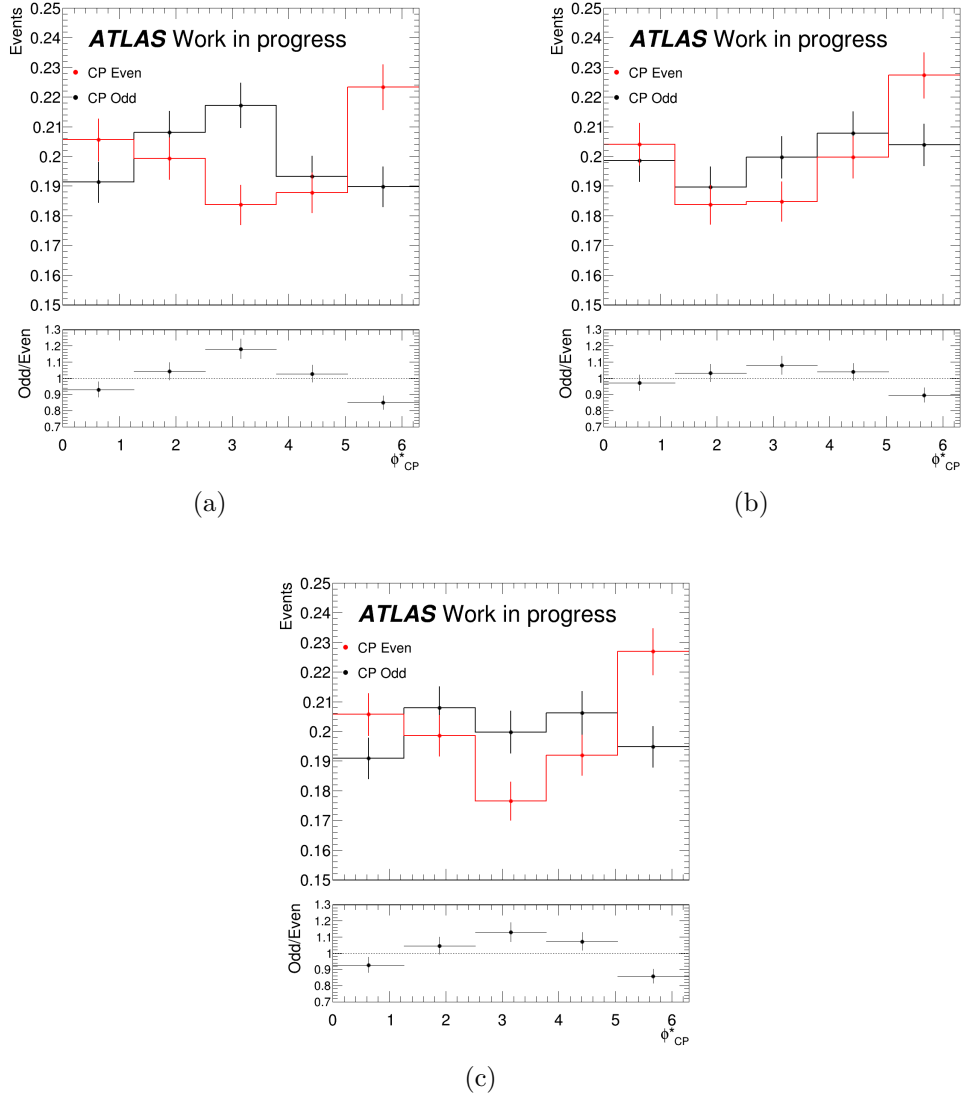 ATLAS Work in progress
CP Even
CP Odd
Events
0.25
0.24
0.23
0.22
0.21
0.2
0.19
0.18
0.17
0.16
0.15
Odd/Even
1.3
1.2
1.1
1
0.9
0.8
0.7
0 1 2 3 4 5 6
ϕ*CP
(a)
ATLAS Work in progress
CP Even
CP Odd
Events
0.25
0.24
0.23
0.22
0.21
0.2
0.19
0.18
0.17
0.16
0.15
Odd/Even
1.3
1.2
1.1
1
0.9
0.8
0.7
0 1 2 3 4 5 6
ϕ*CP
(b)
ATLAS Work in progress
CP Even
CP Odd
Events
0.25
0.24
0.23
0.22
0.21
0.2
0.19
0.18
0.17
0.16
0.15
Odd/Even
1.3
1.2
1.1
1
0.9
0.8
0.7
0 1 2 3 4 5 6
ϕ*CP
(c)